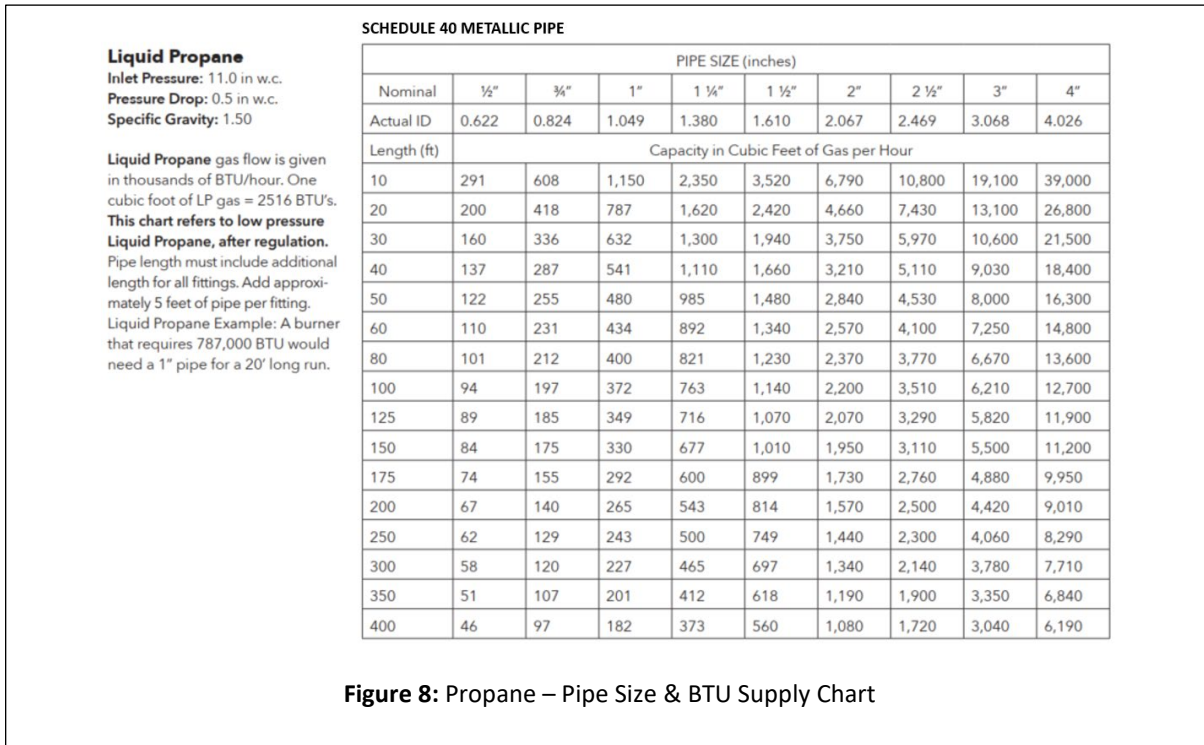 SCHEDULE 40 METALLIC PIPE
Liquid Propane
Inlet Pressure: 11.0 in w.c.
Pressure Drop: 0.5 in w.c.
Specific Gravity: 1.50
Liquid Propane gas flow is given
in thousands of BTU/hour. One
cubic foot of LP gas = 2516 BTU's.
This chart refers to low pressure
Liquid Propane, after regulation.
Pipe length must include additional
length for all fittings. Add approxi-
mately 5 feet of pipe per fitting.
Liquid Propane Example: A burner
that requires 787,000 BTU would
need a 1" pipe for a 20' long run.
PIPE SIZE (inches)
Nominal ½" ¾" 1" 1 ¼" 1 ½" 2" 2 ½" 3" 4"
Actual ID 0.622 0.824 1.049 1.380 1.610 2.067 2.469 3.068 4.026
Length (ft) Capacity in Cubic Feet of Gas per Hour
10 291 608 1,150 2,350 3,520 6,790 10,800 19,100 39,000
20 200 418 787 1,620 2,420 4,660 7,430 13,100 26,800
30 160 336 632 1,300 1,940 3,750 5,970 10,600 21,500
40 137 287 541 1,110 1,660 3,210 5,110 9,030 18,400
50 122 255 480 985 1,480 2,840 4,530 8,000 16,300
60 110 231 434 892 1,340 2,570 4,100 7,250 14,800
80 101 212 400 821 1,230 2,370 3,770 6,670 13,600
100 94 197 372 763 1,140 2,200 3,510 6,210 12,700
125 89 185 349 716 1,070 2,070 3,290 5,820 11,900
150 84 175 330 677 1,010 1,950 3,110 5,500 11,200
175 74 155 292 600 899 1,730 2,760 4,880 9,950
200 67 140 265 543 814 1,570 2,500 4,420 9,010
250 62 129 243 500 749 1,440 2,300 4,060 8,290
300 58 120 227 465 697 1,340 2,140 3,780 7,710
350 51 107 201 412 618 1,190 1,900 3,350 6,840
400 46 97 182 373 560 1,080 1,720 3,040 6,190
Figure 8: Propane – Pipe Size & BTU Supply Chart